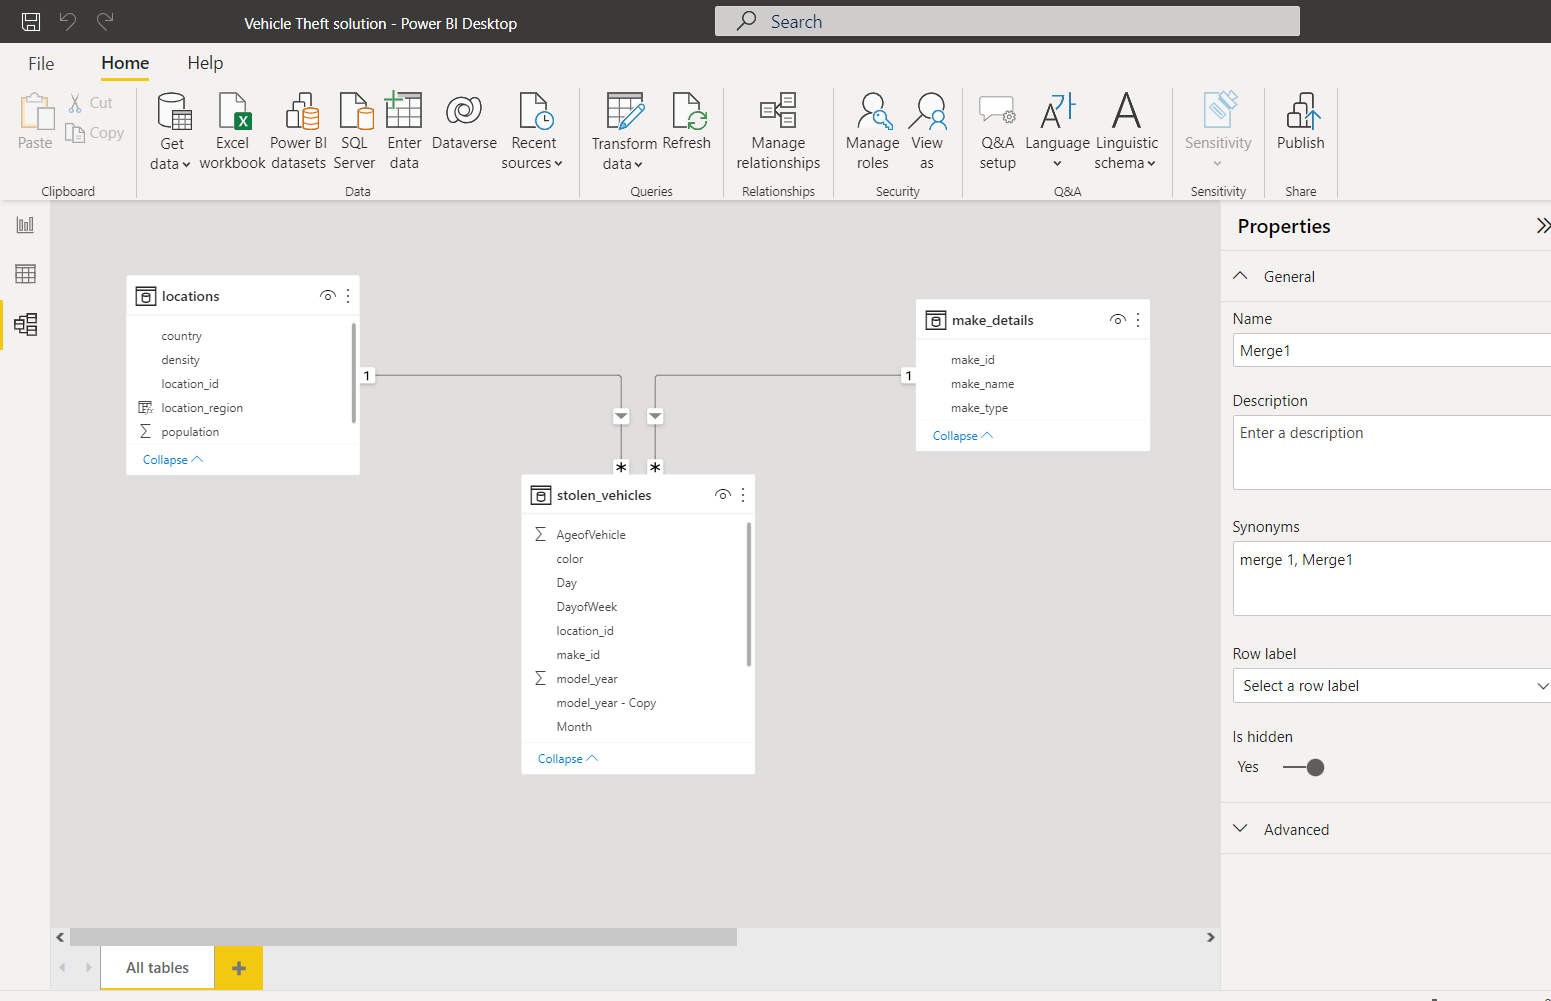 Vehicle Theft solution - Power BI Desktop
Search
File Home Help
Paste
Cut
Copy
Get data
Excel workbook
Power BI datasets
SQL Server
Enter data
Dataverse
Recent sources
Transform data
Refresh
Manage relationships
Manage roles
View as
Q&A setup
Language
Linguistic schema
Sensitivity
Publish
Clipboard
Data
Queries
Relationships
Security
Q&A
Sensitivity
Share
locations
country
density
location_id
location_region
population
Collapse
1
1
make_details
make_id
make_name
make_type
Collapse
* *
stolen_vehicles
AgeofVehicle
color
Day
DayofWeek
location_id
make_id
model_year
model_year - Copy
Month
Collapse
Properties
General
Name
Merge1
Description
Enter a description
Synonyms
merge 1, Merge1
Row label
Select a row label
Is hidden
Yes
Advanced
All tables
+